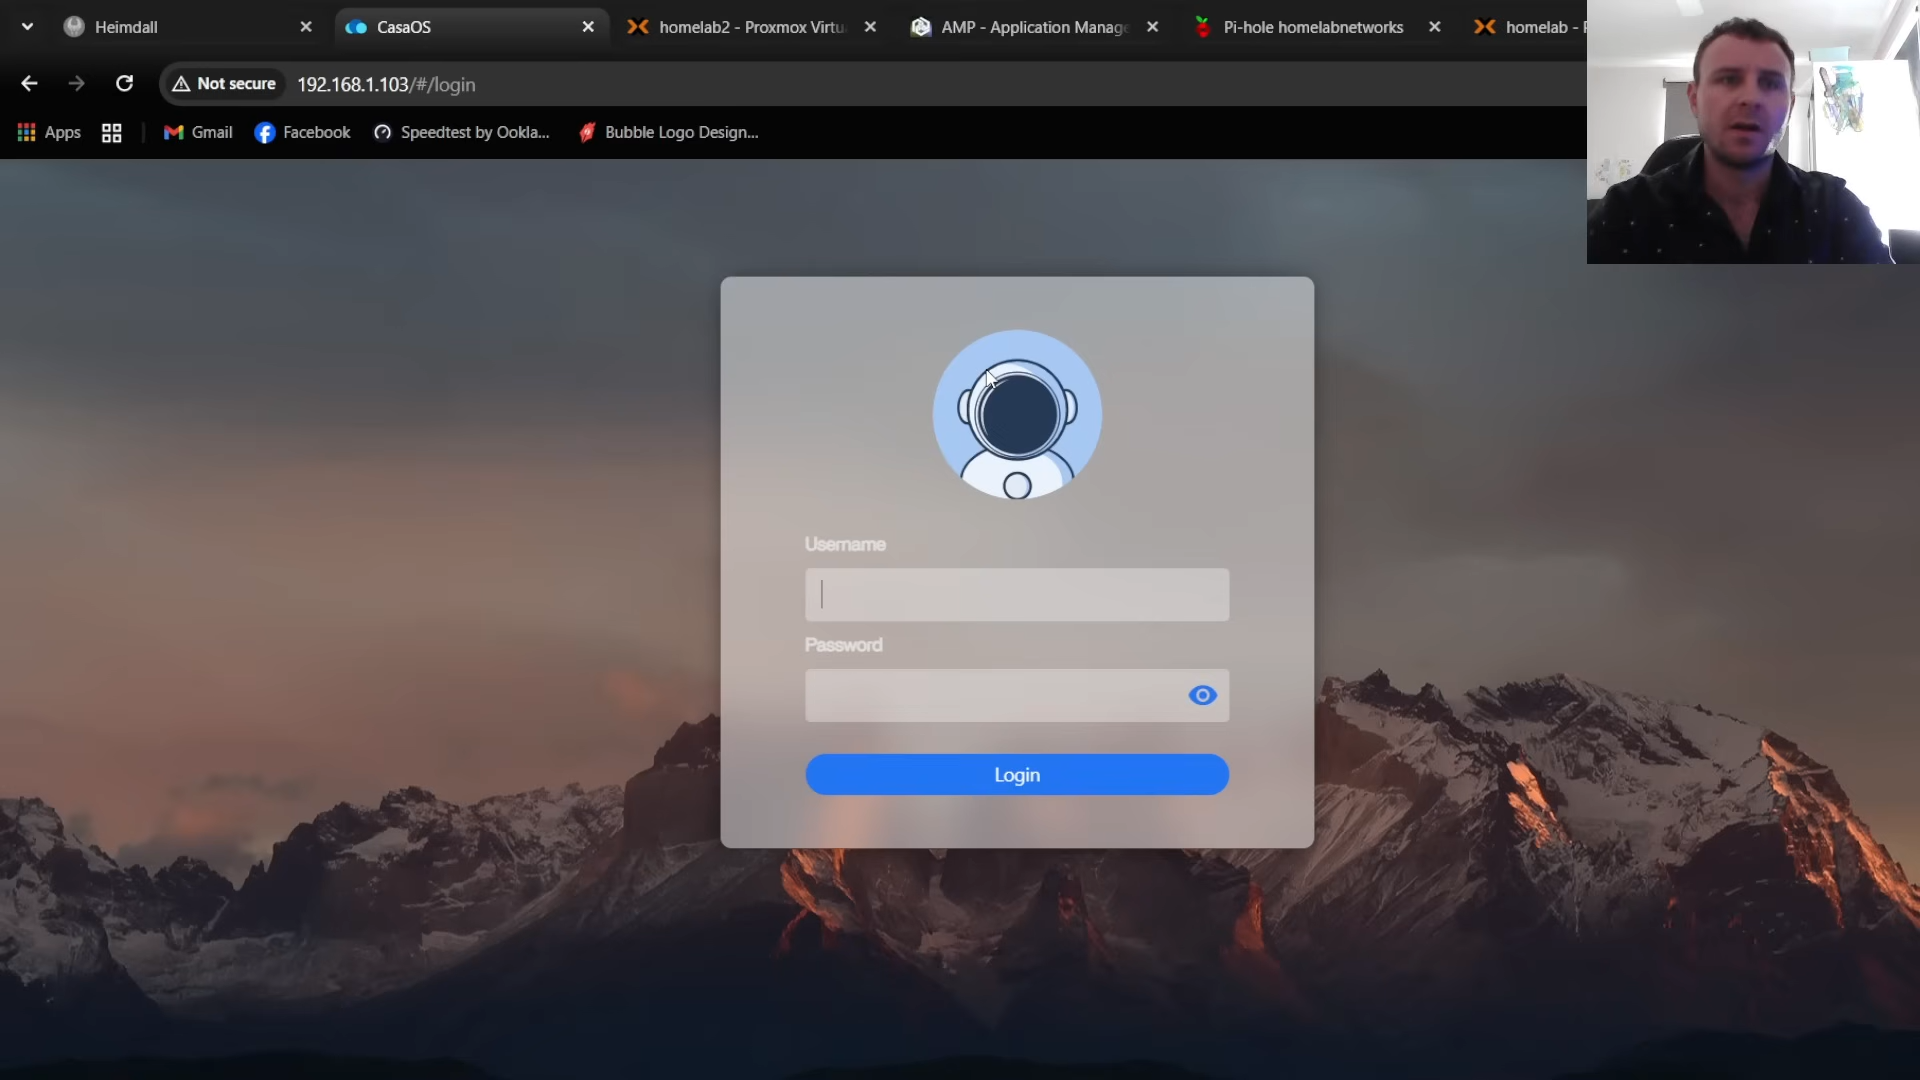 Heimdall
CasaOS
homelab2 - Proxmox Virtu
AMP - Application Manage
Pi-hole homelabnetworks
homelab - P
Not secure
192.168.1.103/#/login
Apps
Gmail
Facebook
Speedtest by Ookla...
Bubble Logo Design...
Username
Password
Login